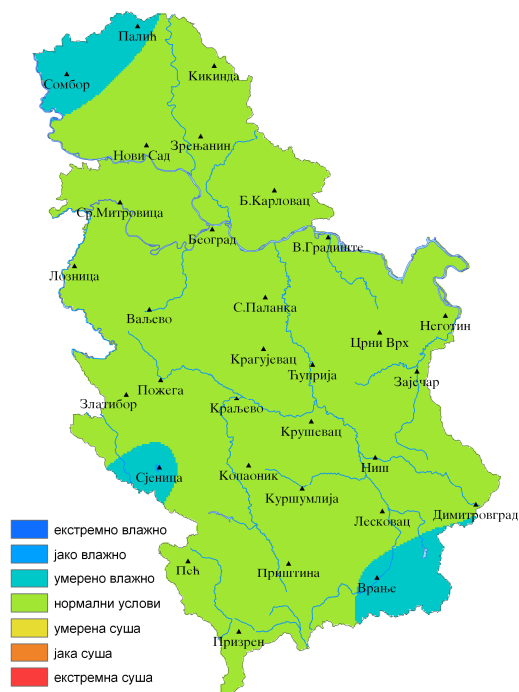 Палић
Сомбор
Кикинда
Зрењанин
Нови Сад
Б.Карловац
Ср.Митровица
Београд
В.Градиште
Лозница
С.Паланка
Ваљево
Неготин
Црни Врх
Крагујевац
Ћуприја
Зајечар
Пожега
Златибор
Краљево
Крушевац
Ниш
Сјеница
Копаоник
Куршумлија
Лесковац
Димитровград
Пећ
Приштина
Врање
Призрен
екстремно влажно
јако влажно
умерено влажно
нормални услови
умерена суша
јака суша
екстремна суша